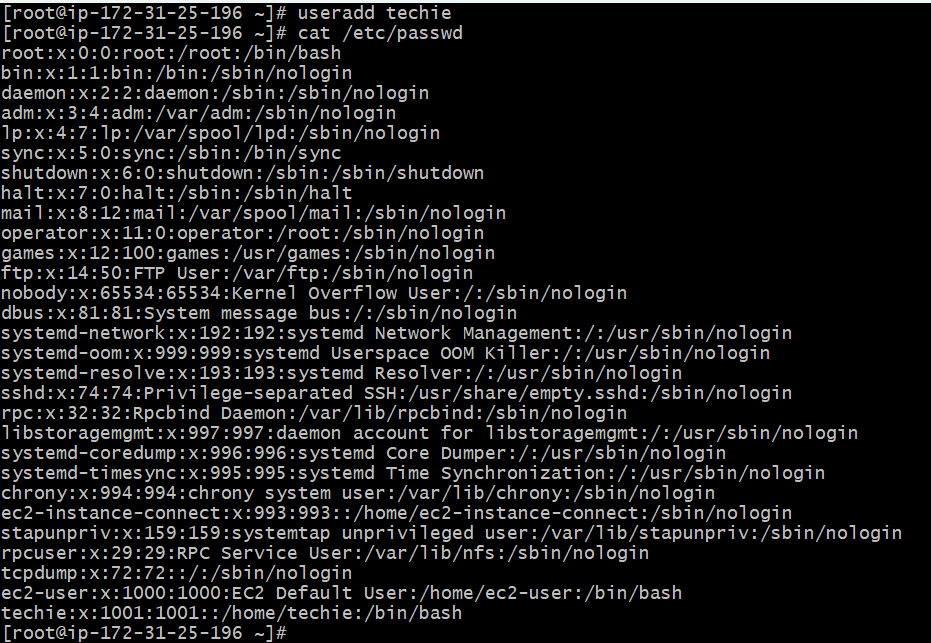 [root@ip-172-31-25-196 ~]# useradd techie
[root@ip-172-31-25-196 ~]# cat /etc/passwd
root:x:0:0:root:/root:/bin/bash
bin:x:1:1:bin:/bin:/sbin/nologin
daemon:x:2:2:daemon:/sbin:/sbin/nologin
adm:x:3:4:adm:/var/adm:/sbin/nologin
lp:x:4:7:lp:/var/spool/lpd:/sbin/nologin
sync:x:5:0:sync:/sbin:/bin/sync
shutdown:x:6:0:shutdown:/sbin:/sbin/shutdown
halt:x:7:0:halt:/sbin:/sbin/halt
mail:x:8:12:mail:/var/spool/mail:/sbin/nologin
operator:x:11:0:operator:/root:/sbin/nologin
games:x:12:100:games:/usr/games:/sbin/nologin
ftp:x:14:50:FTP User:/var/ftp:/sbin/nologin
nobody:x:65534:65534:Kernel Overflow User:/:/sbin/nologin
dbus:x:81:81:System message bus:/:/sbin/nologin
systemd-network:x:192:192:systemd Network Management:/:/usr/sbin/nologin
systemd-oom:x:999:999:systemd Userspace OOM Killer:/:/usr/sbin/nologin
systemd-resolve:x:193:193:systemd Resolver:/:/usr/sbin/nologin
sshd:x:74:74:Privilege-separated SSH:/usr/share/empty.sshd:/sbin/nologin
rpc:x:32:32:Rpcbind Daemon:/var/lib/rpcbind:/sbin/nologin
libstoragemgmt:x:997:997:daemon account for libstoragemgmt:/:/usr/sbin/nologin
systemd-coredump:x:996:996:systemd Core Dumper:/:/usr/sbin/nologin
systemd-timesync:x:995:995:systemd Time Synchronization:/:/usr/sbin/nologin
chrony:x:994:994:chrony system user:/var/lib/chrony:/sbin/nologin
ec2-instance-connect:x:993:993::/home/ec2-instance-connect:/sbin/nologin
stapunpriv:x:159:159:systemtap unprivileged user:/var/lib/stapunpriv:/sbin/nologin
rpcuser:x:29:29:RPC Service User:/var/lib/nfs:/sbin/nologin
tcpdump:x:72:72::/:/sbin/nologin
ec2-user:x:1000:1000:EC2 Default User:/home/ec2-user:/bin/bash
techie:x:1001:1001::/home/techie:/bin/bash
[root@ip-172-31-25-196 ~]#